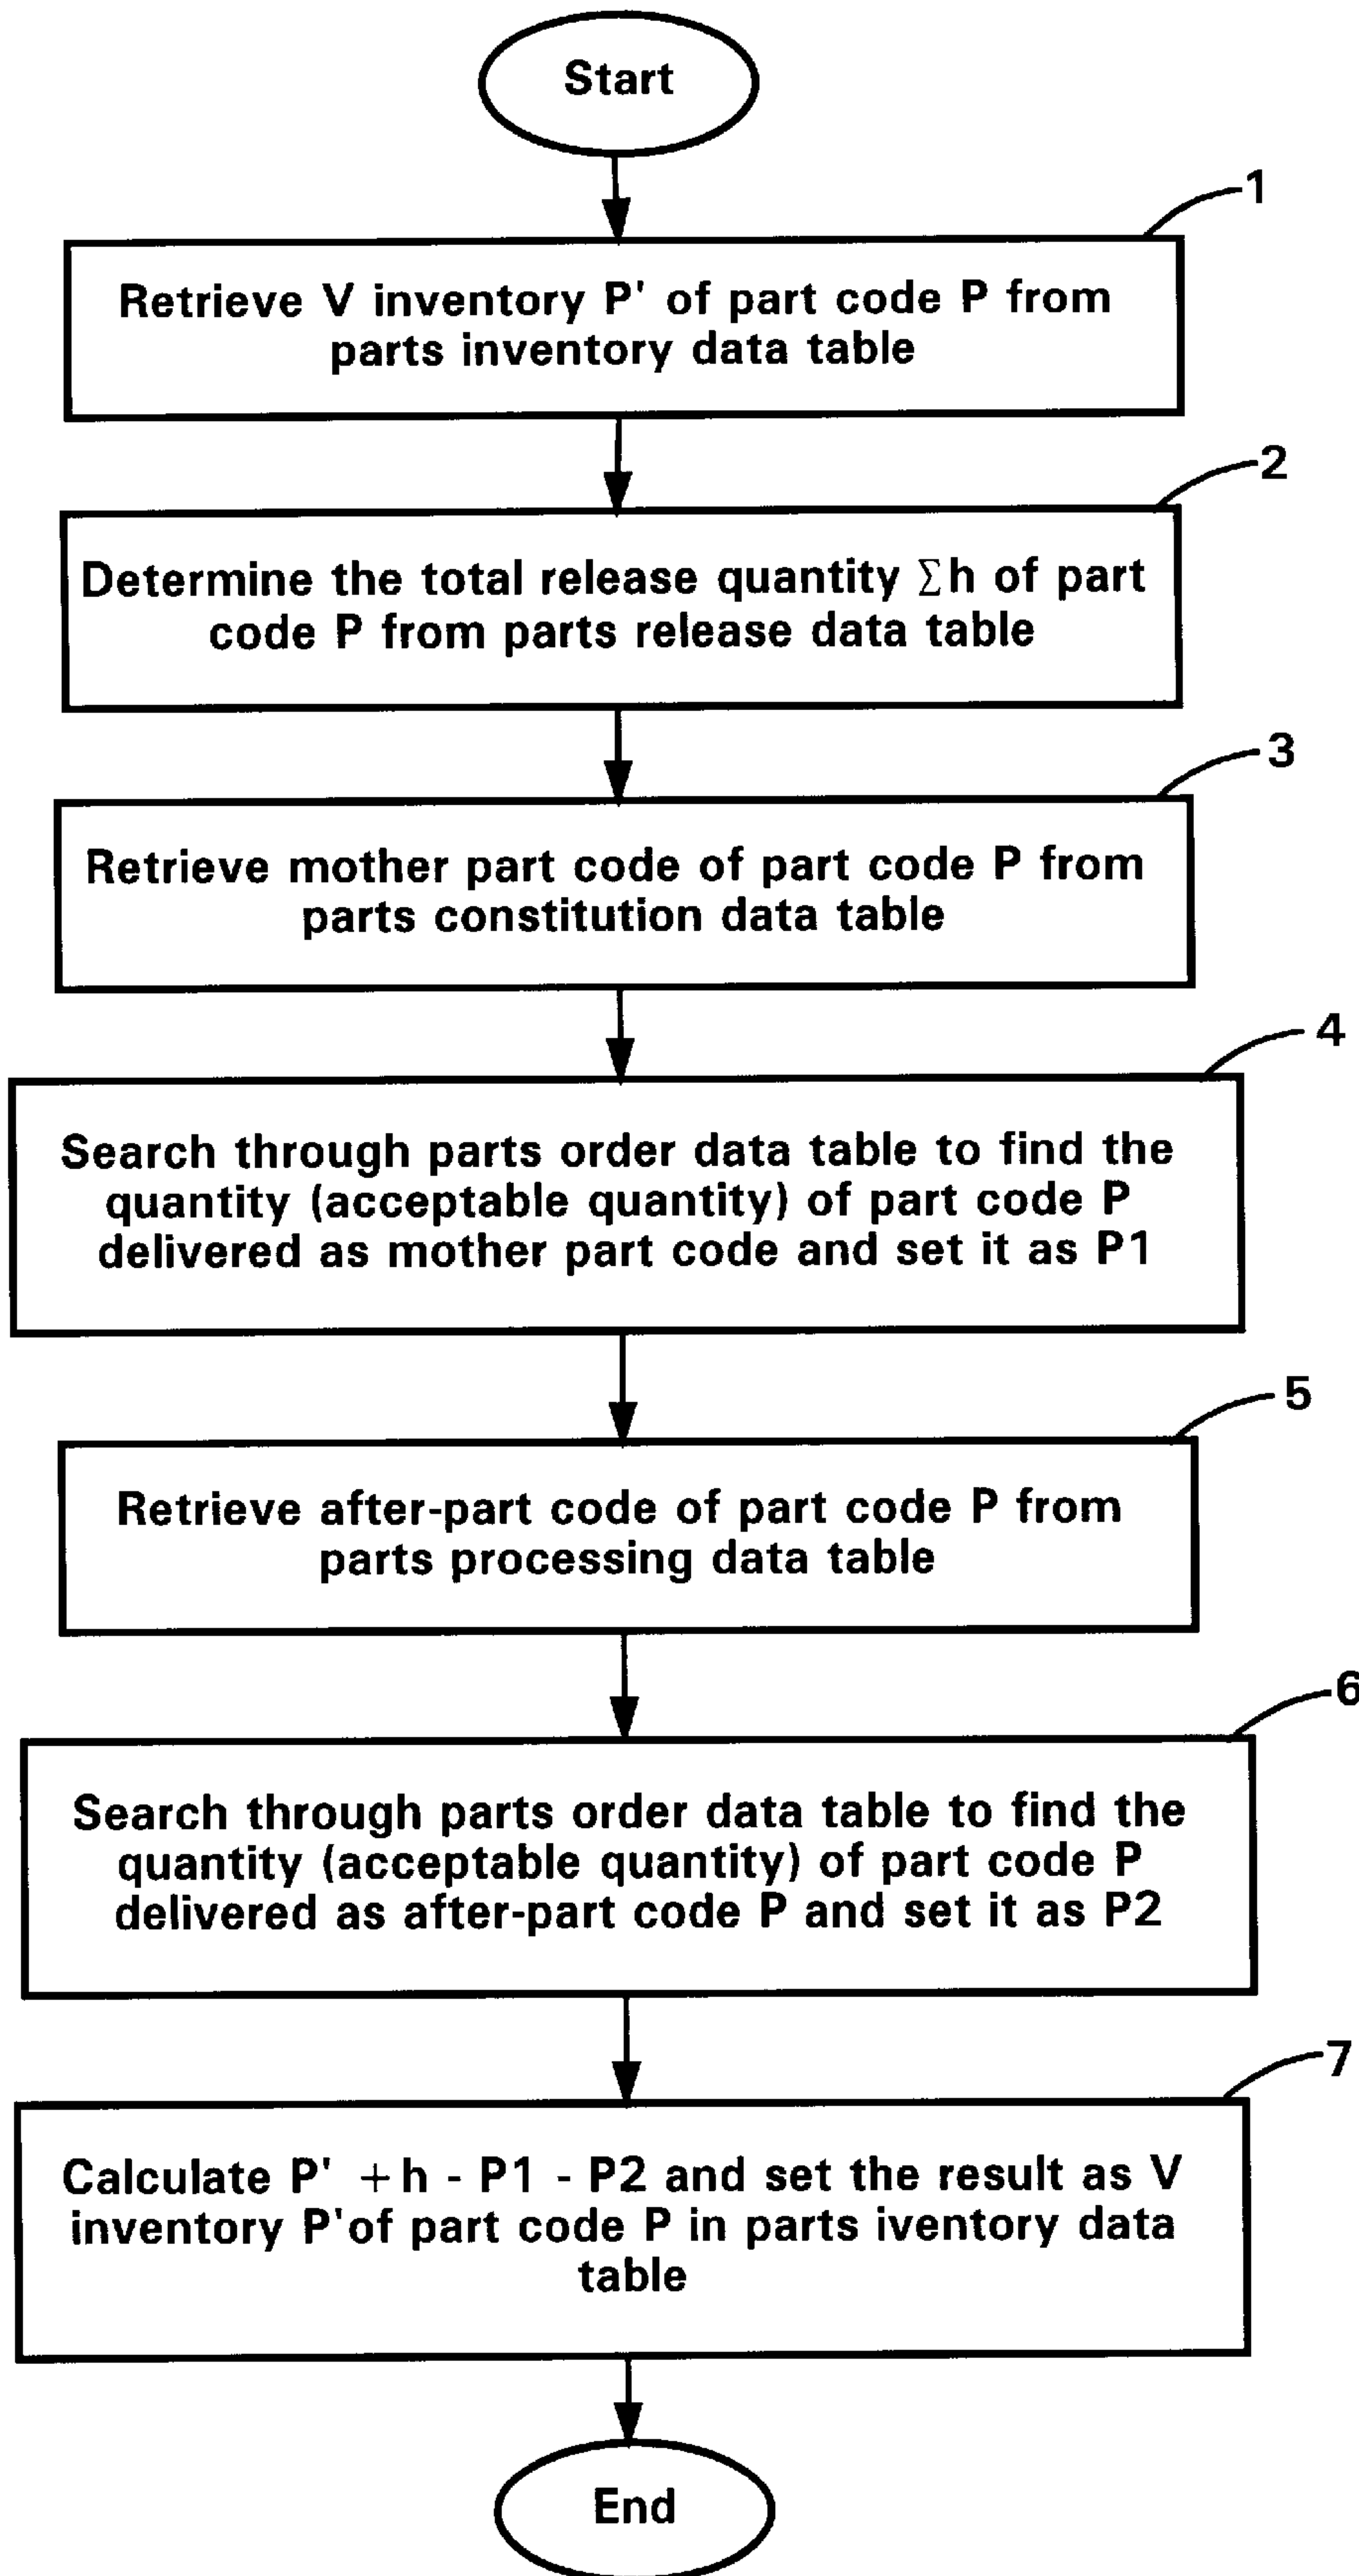 Start
1
Retrieve V inventory P' of part code P from
parts inventory data table
2
Determine the total release quantity Σh of part
code P from parts release data table
3
Retrieve mother part code of part code P from
parts constitution data table
4
Search through parts order data table to find the
quantity (acceptable quantity) of part code P
delivered as mother part code and set it as P1
5
Retrieve after-part code of part code P from
parts processing data table
6
Search through parts order data table to find the
quantity (acceptable quantity) of part code P
delivered as after-part code P and set it as P2
7
Calculate P' +h - P1 - P2 and set the result as V
inventory P'of part code P in parts iventory data
table
End